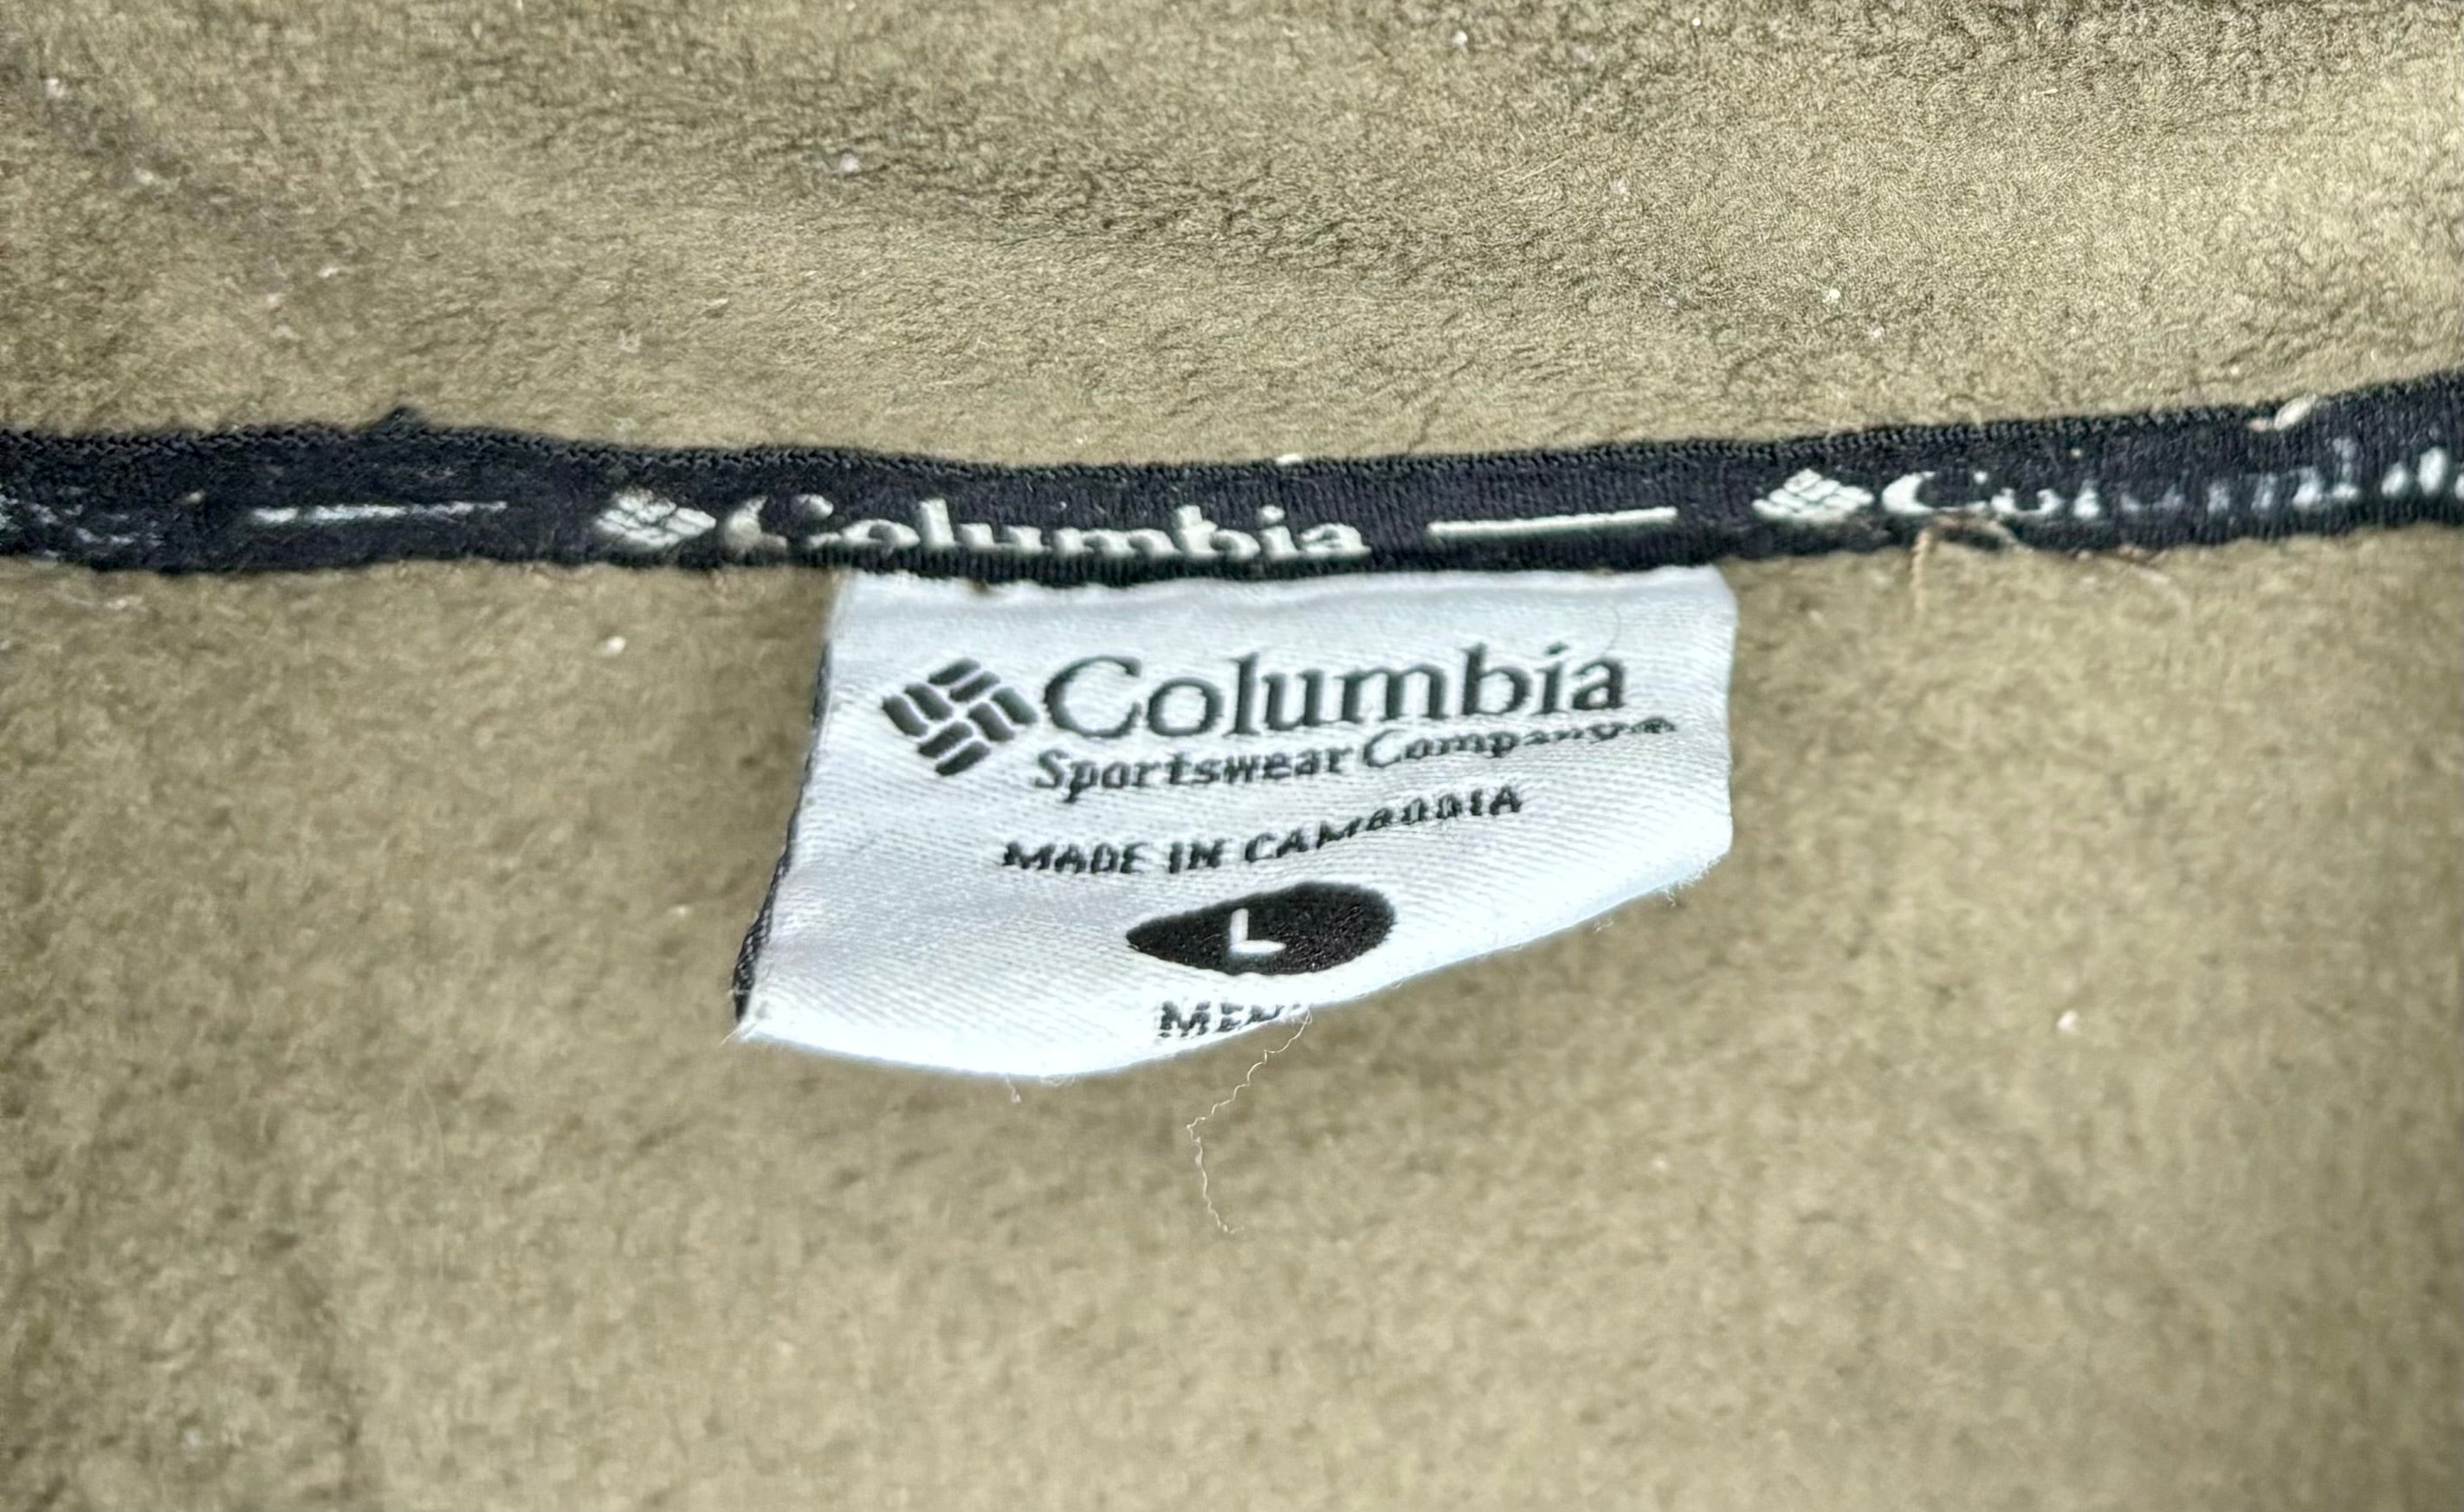 Columbia Columbia
Columbia
Sportswear Company®
MADE IN CAMBODIA
L